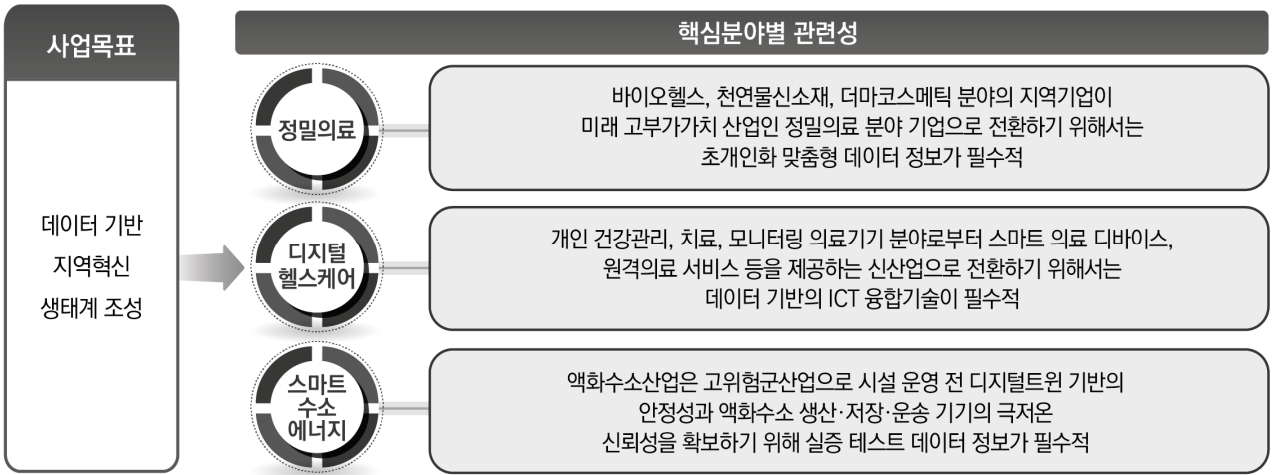 사업목표
데이터 기반
지역혁신
생태계 조성
핵심분야별 관련성
정밀의료
바이오헬스, 천연물신소재, 더마코스메틱 분야의 지역기업이
미래 고부가가치 산업인 정밀의료 분야 기업으로 전환하기 위해서는
초개인화 맞춤형 데이터 정보가 필수적
디지털
헬스케어
개인 건강관리, 치료, 모니터링 의료기기 분야로부터 스마트 의료 디바이스,
원격의료 서비스 등을 제공하는 신산업으로 전환하기 위해서는
데이터 기반의 ICT 융합기술이 필수적
스마트
수소
에너지
액화수소산업은 고위험군산업으로 시설 운영 전 디지털트윈 기반의
안정성과 액화수소 생산·저장·운송 기기의 극저온
신뢰성을 확보하기 위해 실증 테스트 데이터 정보가 필수적